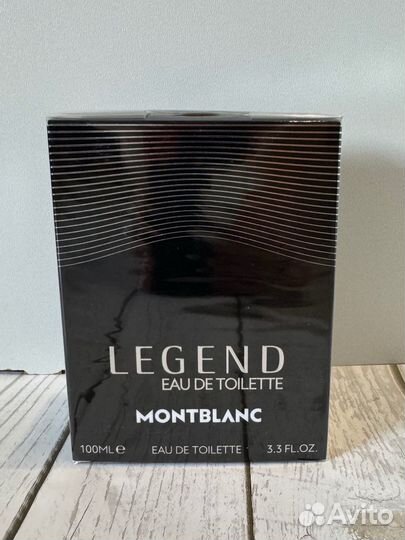 LEGEND
EAU DE TOILETTE
MONTBLANC
100ML℮ EAU DE TOILETTE 3.3 FL.OZ.
Avito